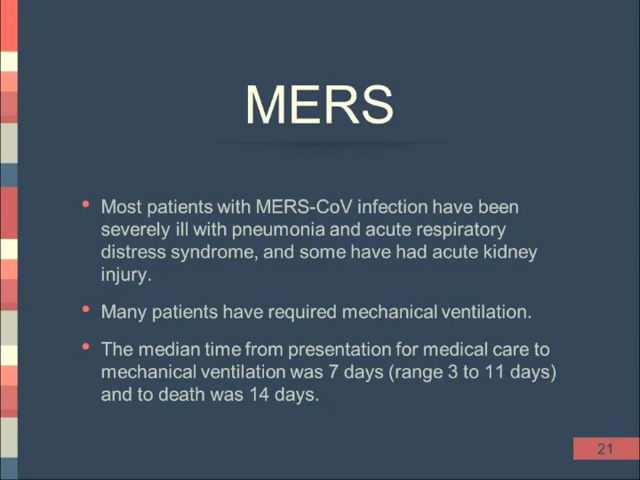 MERS
• Most patients with MERS-CoV infection have been
severely ill with pneumonia and acute respiratory
distress syndrome, and some have had acute kidney
injury.
• Many patients have required mechanical ventilation.
• The median time from presentation for medical care to
mechanical ventilation was 7 days (range 3 to 11 days)
and to death was 14 days.
21